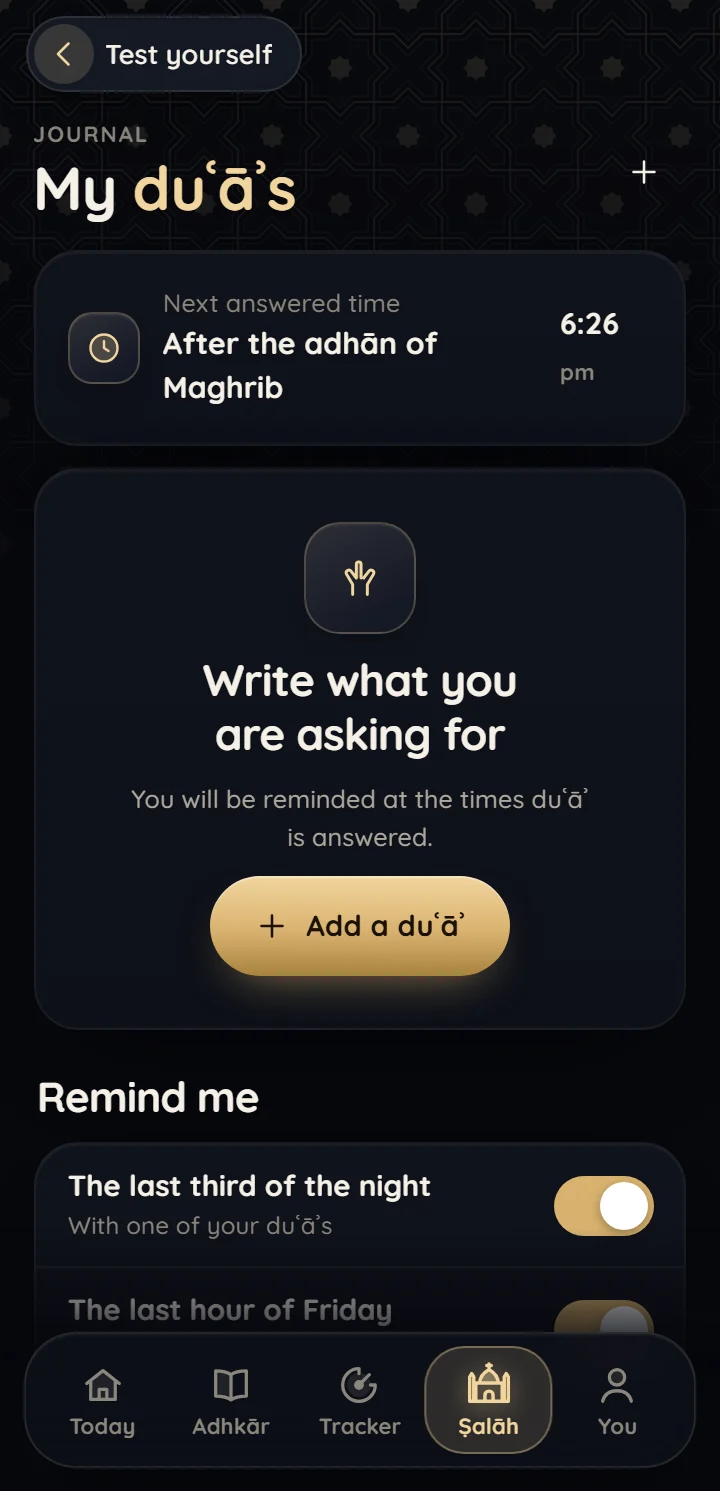 Test yourself
JOURNAL
My duʿāʾs
Next answered time
After the adhān of
Maghrib
6:26
pm
Write what you
are asking for
You will be reminded at the times duʿāʾ
is answered.
Add a duʿāʾ
Remind me
The last third of the night
With one of your duʿāʾs
The last hour of Friday
Today
Adhkār
Tracker
Ṣalāh
You